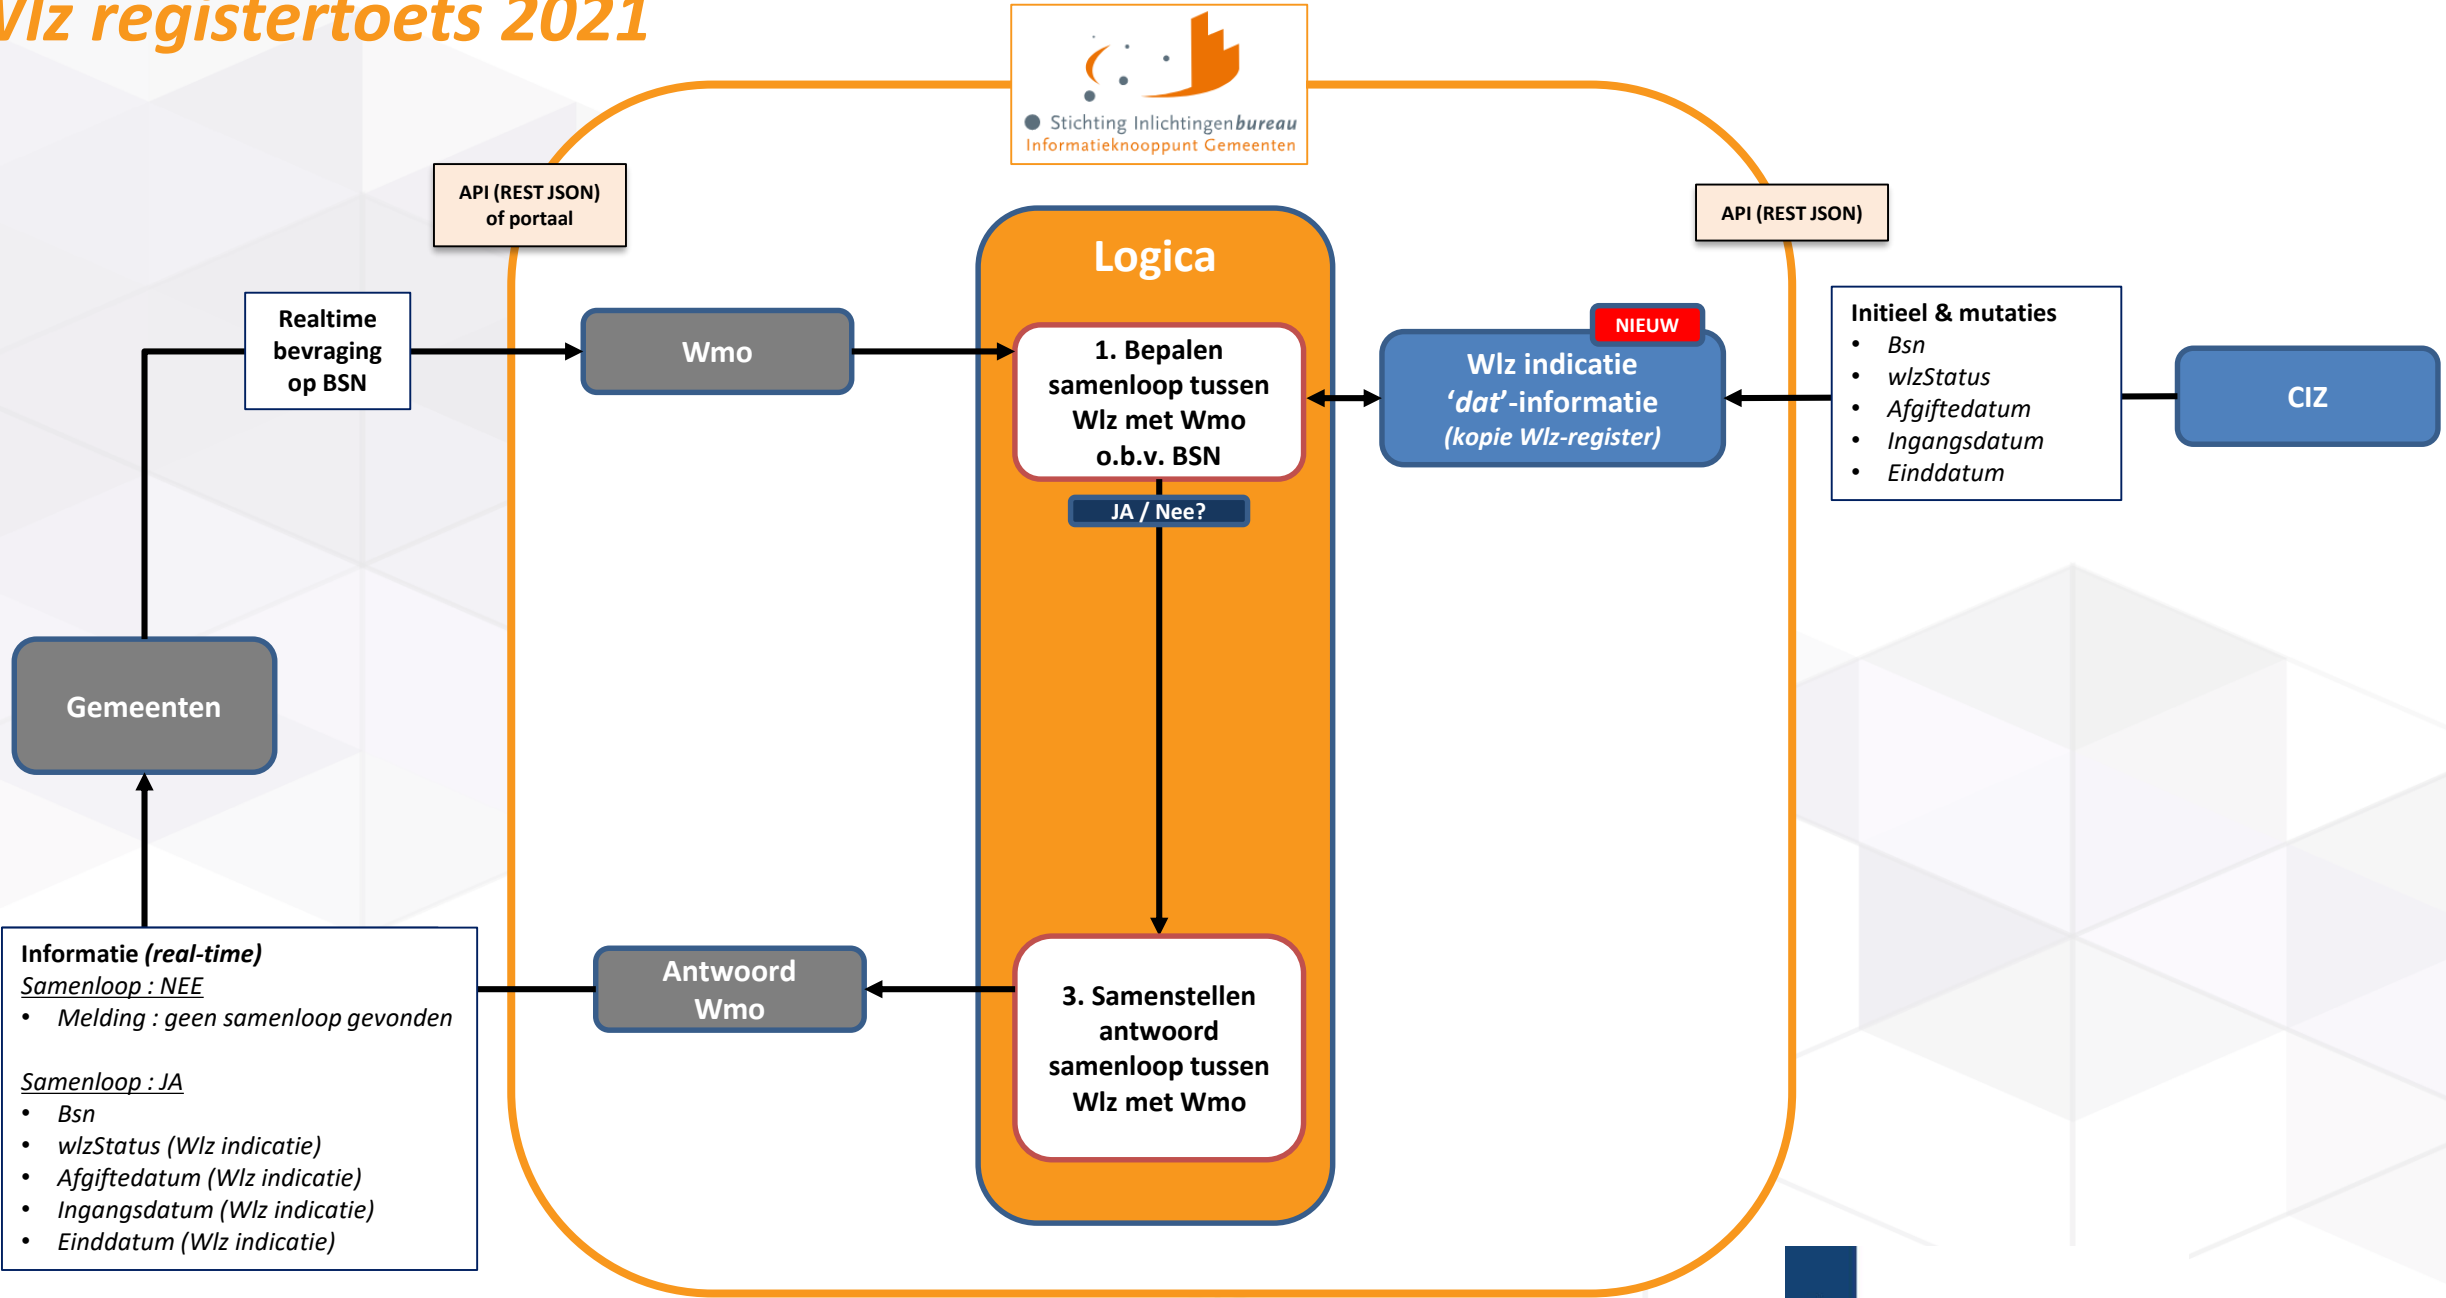 Wlz registertoets 2021
Stichting Inlichtingenbureau
Informatieknooppunt Gemeenten
API (REST JSON)
of portaal
API (REST JSON)
Logica
Realtime
bevraging
op BSN
Wmo
1. Bepalen
samenloop tussen
Wlz met Wmo
o.b.v. BSN
JA / Nee?
NIEUW
Wlz indicatie
‘dat’-informatie
(kopie Wlz-register)
Initieel & mutaties
• Bsn
• wlzStatus
• Afgiftedatum
• Ingangsdatum
• Einddatum
CIZ
Gemeenten
Informatie (real-time)
Samenloop : NEE
• Melding : geen samenloop gevonden
Samenloop : JA
• Bsn
• wlzStatus (Wlz indicatie)
• Afgiftedatum (Wlz indicatie)
• Ingangsdatum (Wlz indicatie)
• Einddatum (Wlz indicatie)
Antwoord
Wmo
3. Samenstellen
antwoord
samenloop tussen
Wlz met Wmo